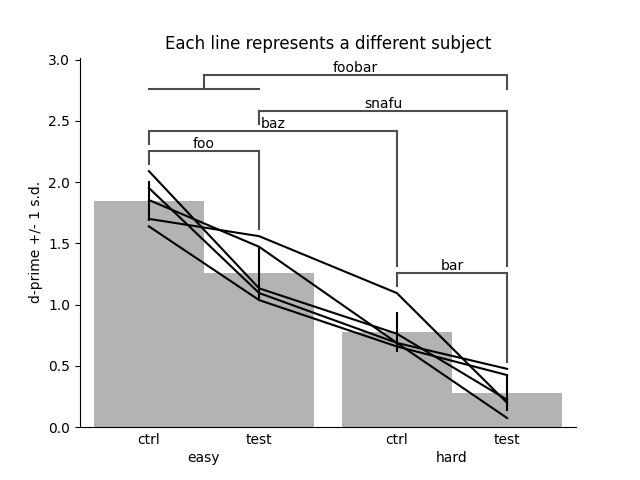 Each line represents a different subject
3.0
2.5
2.0
1.5
1.0
0.5
0.0
d-prime +/- 1 s.d.
foobar
snafu
baz
foo
bar
ctrl test ctrl test
easy hard